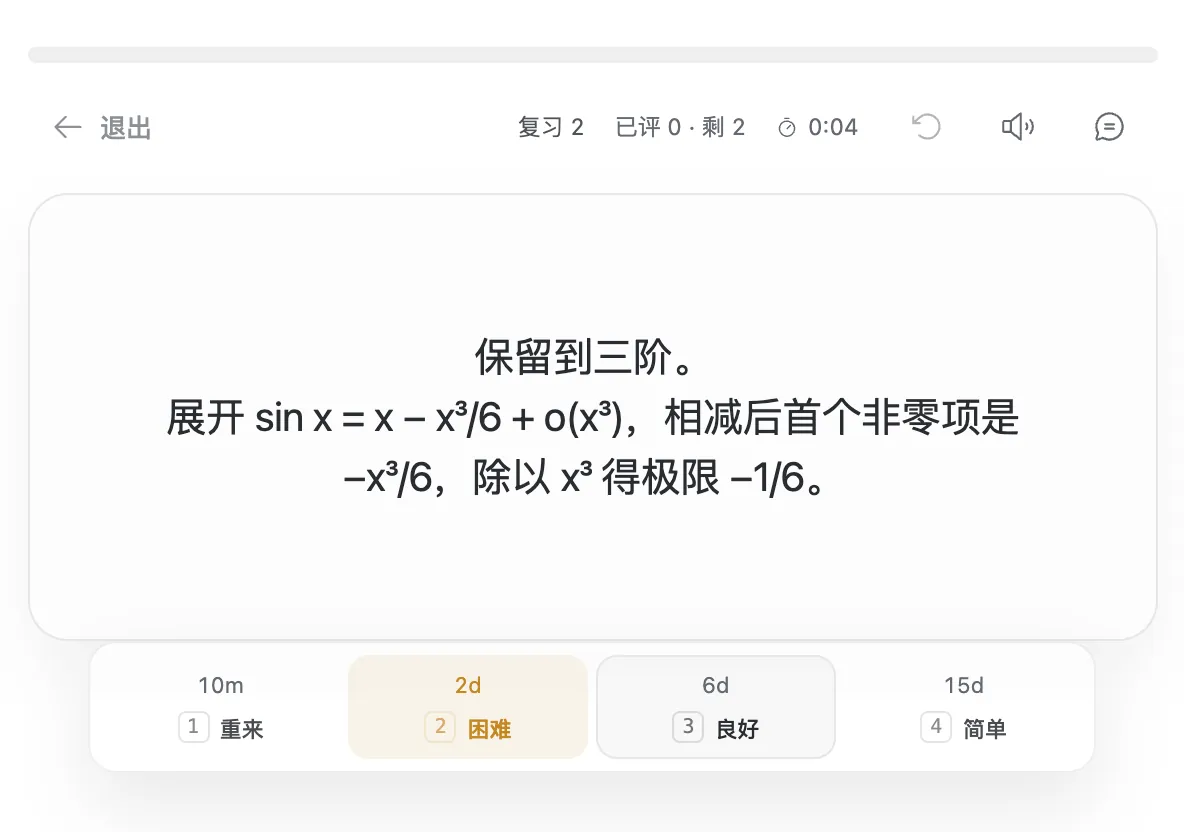 退出
复习 2 已评 0 · 剩 2 0:04
保留到三阶。
展开 sin x = x – x³/6 + o(x³)，相减后首个非零项是
–x³/6，除以 x³ 得极限 –1/6。
10m 2d 6d 15d
1 重来 2 困难 3 良好 4 简单